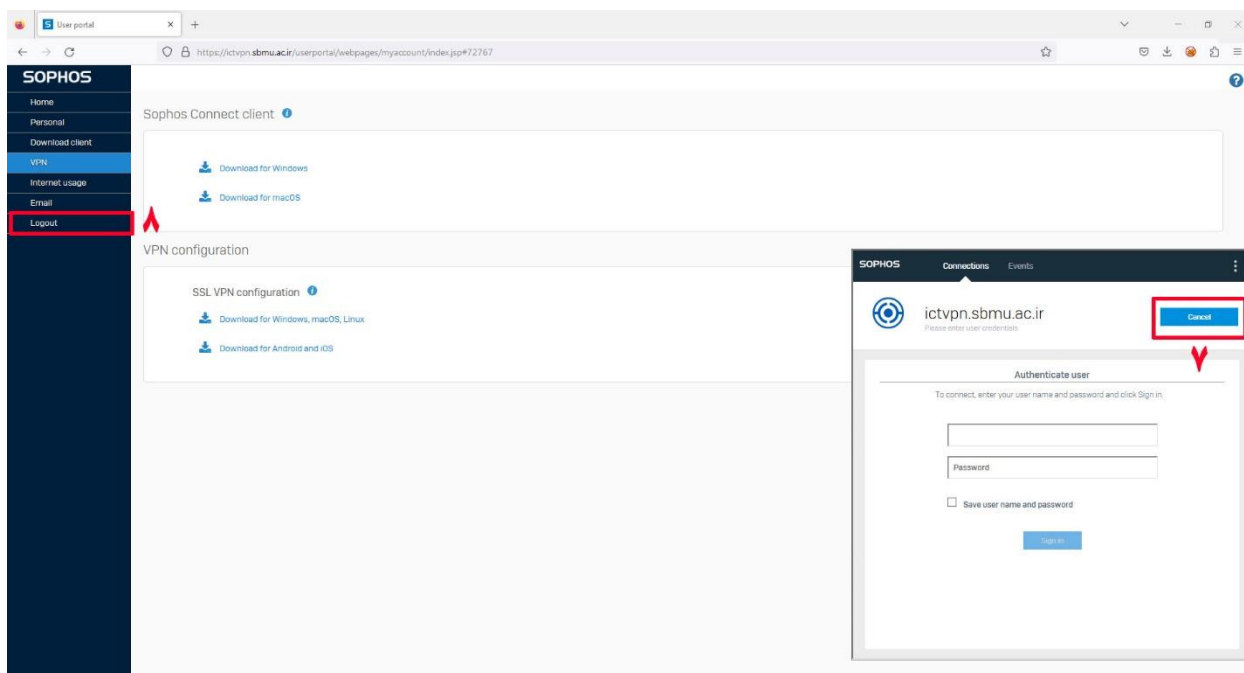 User portal
https://ictvpn.sbmu.ac.ir/userportal/webpages/myaccount/index.jsp#72767
SOPHOS
Home
Personal
Download client
VPN
Internet usage
Email
Logout
۸
Sophos Connect client
Download for Windows
Download for macOS
VPN configuration
SSL VPN configuration
Download for Windows, macOS, Linux
Download for Android and iOS
SOPHOS Connections Events
ictvpn.sbmu.ac.ir
Please enter user credentials
Cancel
۷
Authenticate user
To connect, enter your user name and password and click Sign in.
Password
Save user name and password
Sign in